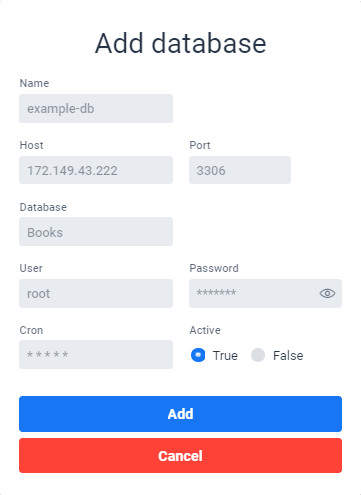 Add database
Name
example-db
Host Port
172.149.43.222 3306
Database
Books
User Password
root *******
Cron Active
* * * * * True False
Add
Cancel